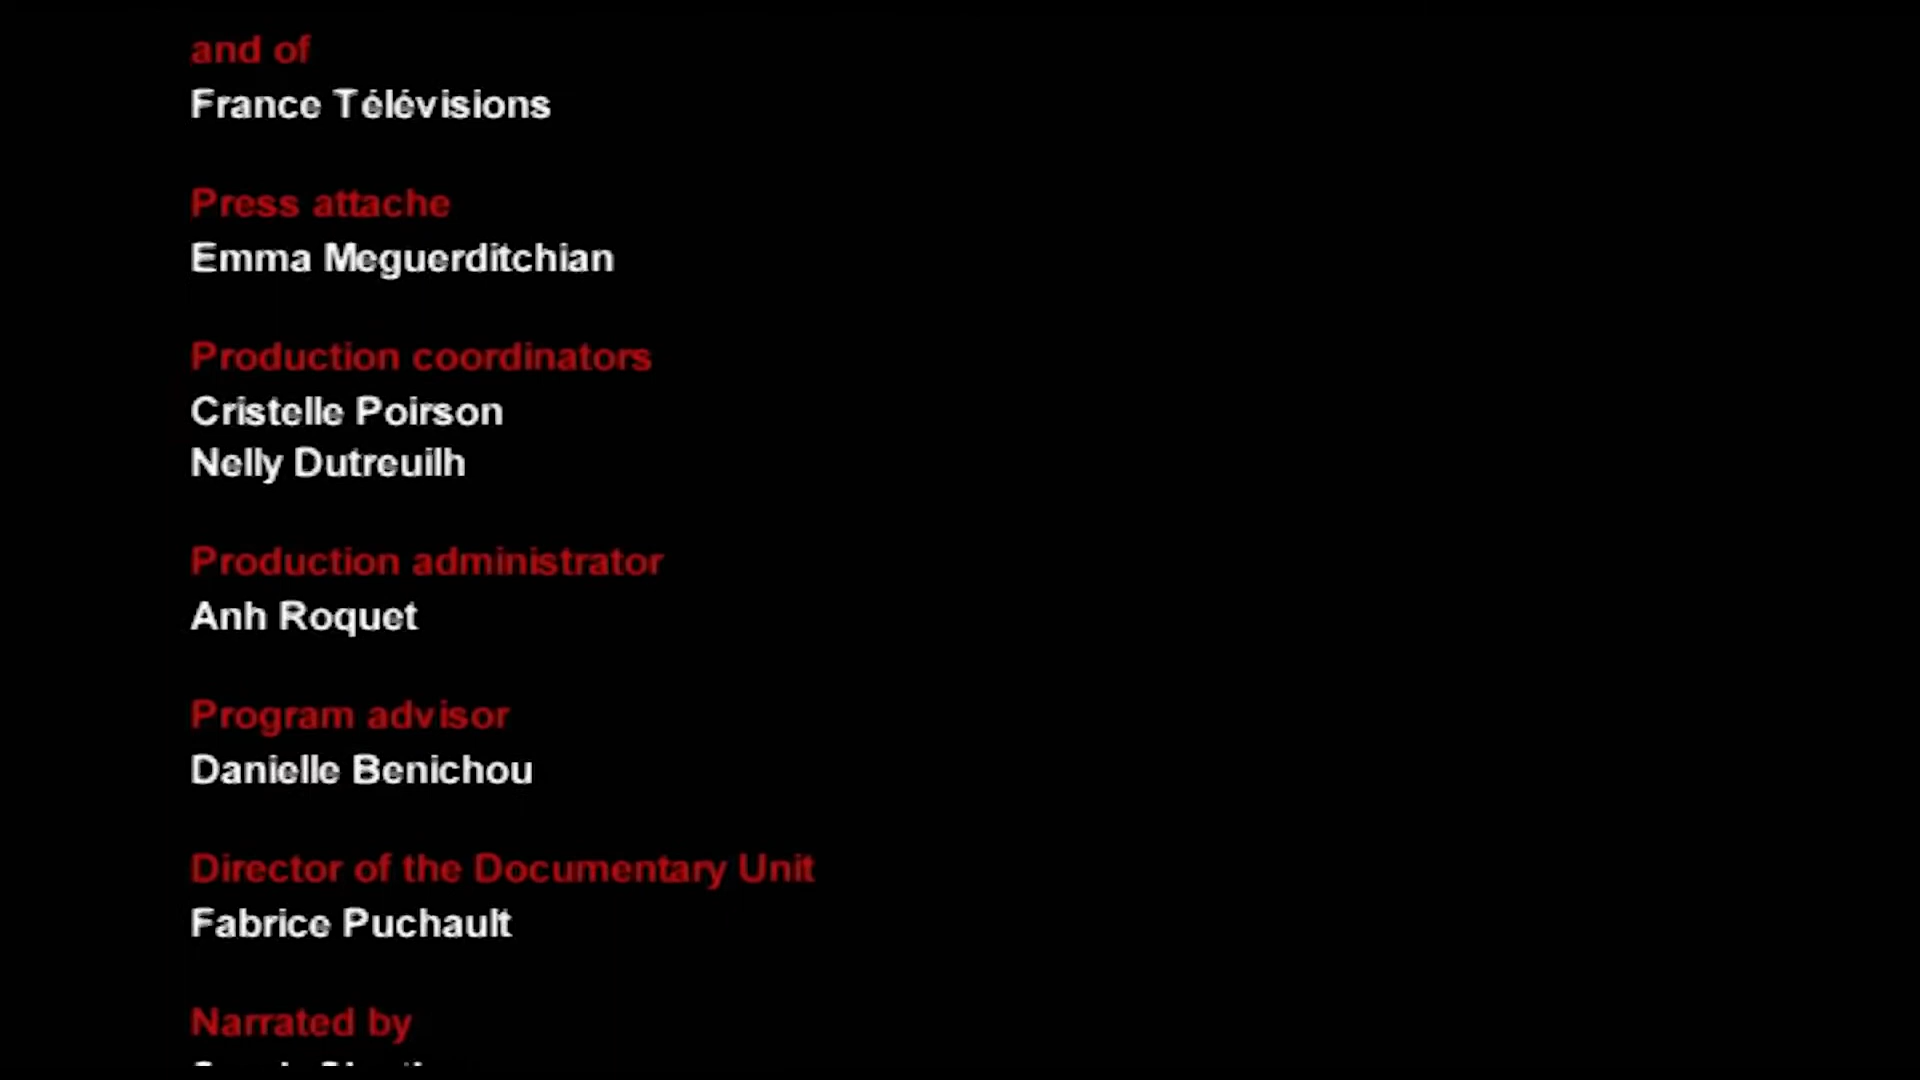 and of
France Télévisions
Press attache
Emma Meguerditchian
Production coordinators
Cristelle Poirson
Nelly Dutreuilh
Production administrator
Anh Roquet
Program advisor
Danielle Benichou
Director of the Documentary Unit
Fabrice Puchault
Narrated by